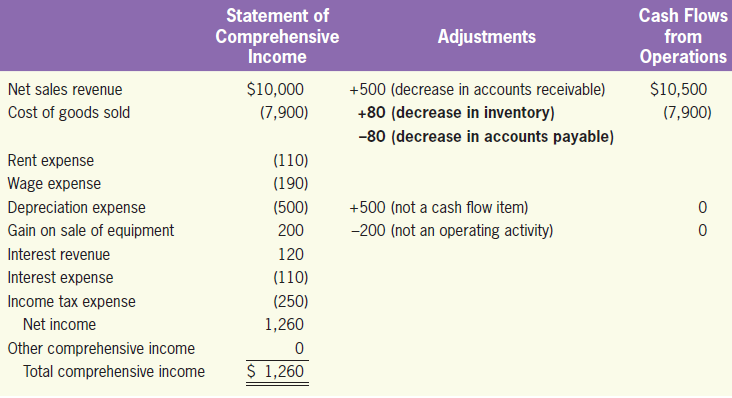 Statement of Comprehensive Income Adjustments Cash Flows from Operations
Net sales revenue $10,000 +500 (decrease in accounts receivable) $10,500
Cost of goods sold (7,900) +80 (decrease in inventory) (7,900)
–80 (decrease in accounts payable)
Rent expense (110)
Wage expense (190)
Depreciation expense (500) +500 (not a cash flow item) 0
Gain on sale of equipment 200 –200 (not an operating activity) 0
Interest revenue 120
Interest expense (110)
Income tax expense (250)
Net income 1,260
Other comprehensive income 0
Total comprehensive income $ 1,260